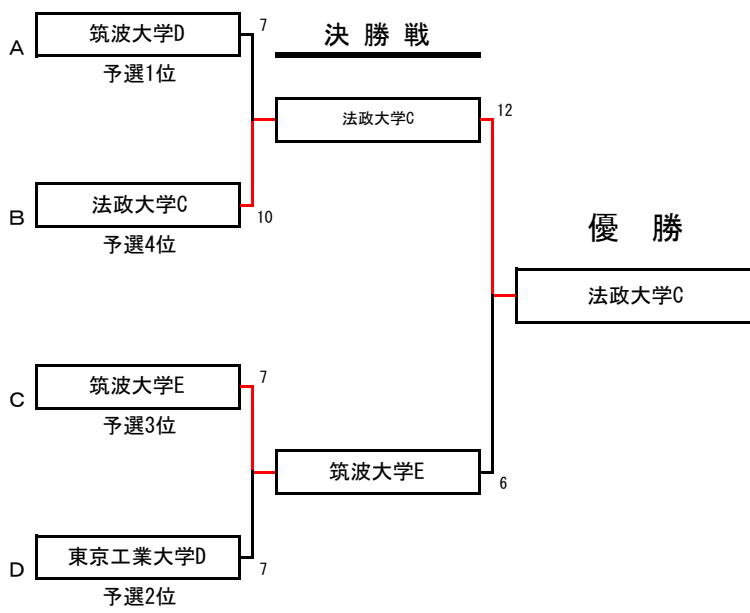 A
筑波大学D
7
予選1位
決 勝 戦
法政大学C
12
B
法政大学C
10
予選4位
優 勝
法政大学C
C
筑波大学E
7
予選3位
筑波大学E
6
D
東京工業大学D
7
予選2位